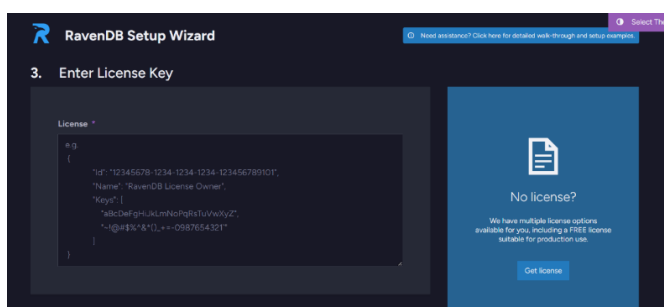 RavenDB Setup Wizard
Need assistance? Click here for detailed walk-through and setup examples.
Select The
3. Enter License Key
License *
e.g.
{
"Id": "12345678-1234-1234-1234-123456789101",
"Name": "RavenDB License Owner",
"Keys": [
"aBcDeFgHiJkLmNoPqRsTuVwXyZ",
"~!@#$%^&*()_+=-0987654321"
]
}
No license?
We have multiple license options
available for you, including a FREE license
suitable for production use.
Get license